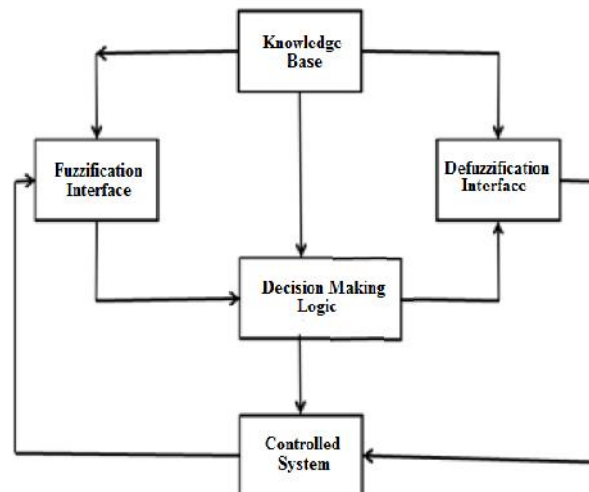 Knowledge
Base
Fuzzification
Interface
Defuzzification
Interface
Decision Making
Logic
Controlled
System